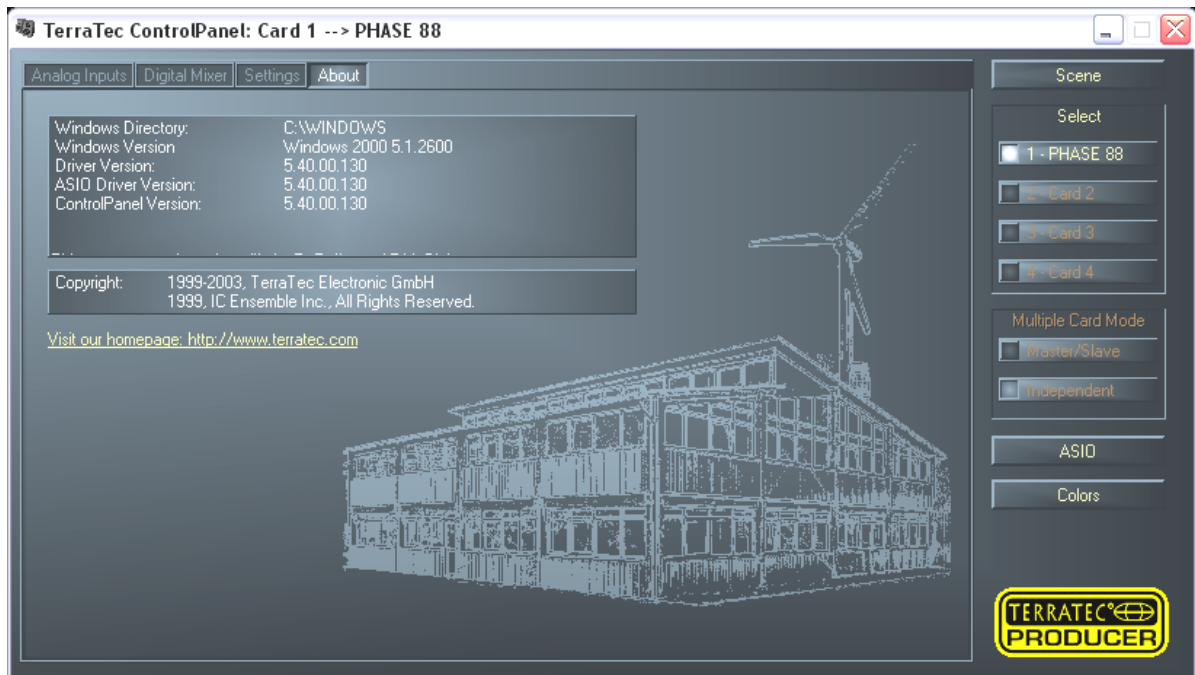 TerraTec ControlPanel: Card 1 --> PHASE 88
Analog Inputs Digital Mixer Settings About
Windows Directory: C:\WINDOWS
Windows Version Windows 2000 5.1.2600
Driver Version: 5.40.00.130
ASIO Driver Version: 5.40.00.130
ControlPanel Version: 5.40.00.130
Copyright: 1999-2003, TerraTec Electronic GmbH
1999, IC Ensemble Inc., All Rights Reserved.
Visit our homepage: http://www.terratec.com
Scene
Select
1 - PHASE 88
2 - Card 2
3 - Card 3
4 - Card 4
Multiple Card Mode
Master/Slave
Independent
ASIO
Colors
TERRATEC
PRODUCER